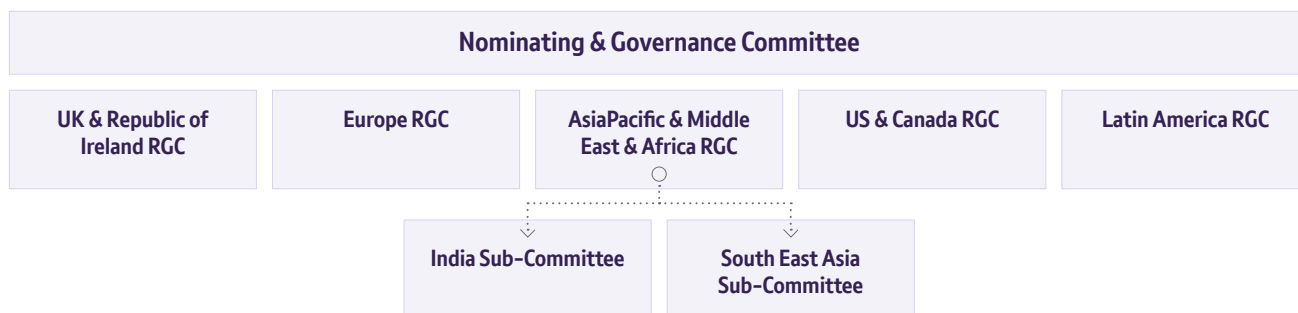 Nominating & Governance Committee
UK & Republic of
Ireland RGC
Europe RGC
AsiaPacific & Middle
East & Africa RGC
US & Canada RGC
Latin America RGC
India Sub-Committee
South East Asia
Sub-Committee